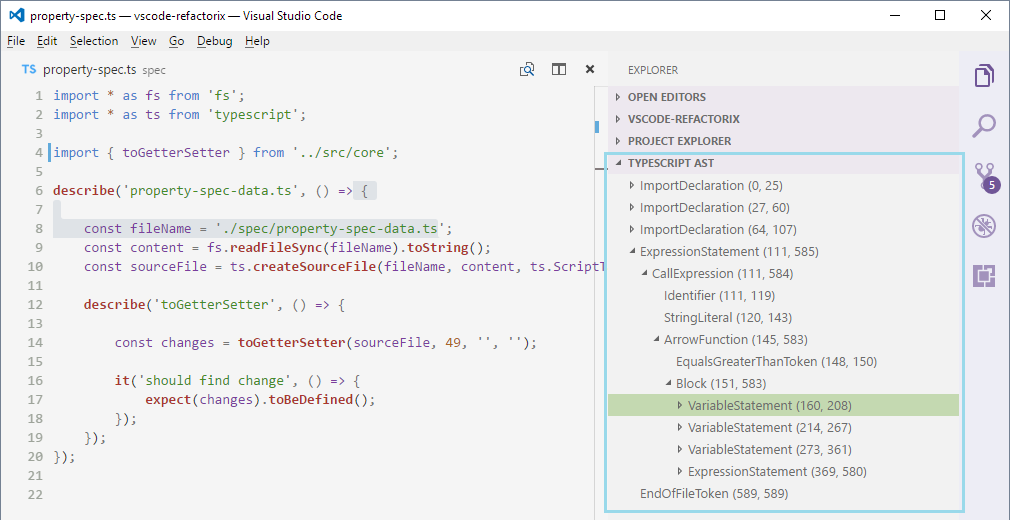 property-spec.ts — vscode-refactorix — Visual Studio Code
File Edit Selection View Go Debug Help
TS property-spec.ts spec
1 import * as fs from 'fs';
2 import * as ts from 'typescript';
3
4 import { toGetterSetter } from '../src/core';
5
6 describe('property-spec-data.ts', () => {
7
8 const fileName = './spec/property-spec-data.ts';
9 const content = fs.readFileSync(fileName).toString();
10 const sourceFile = ts.createSourceFile(fileName, content, ts.ScriptT
11
12 describe('toGetterSetter', () => {
13
14 const changes = toGetterSetter(sourceFile, 49, '', '');
15
16 it('should find change', () => {
17 expect(changes).toBeDefined();
18 });
19 });
20 });
21
22
EXPLORER
OPEN EDITORS
VSCODE-REFACTORIX
PROJECT EXPLORER
TYPESCRIPT AST
ImportDeclaration (0, 25)
ImportDeclaration (27, 60)
ImportDeclaration (64, 107)
ExpressionStatement (111, 585)
CallExpression (111, 584)
Identifier (111, 119)
StringLiteral (120, 143)
ArrowFunction (145, 583)
EqualsGreaterThanToken (148, 150)
Block (151, 583)
VariableStatement (160, 208)
VariableStatement (214, 267)
VariableStatement (273, 361)
ExpressionStatement (369, 580)
EndOfFileToken (589, 589)
5